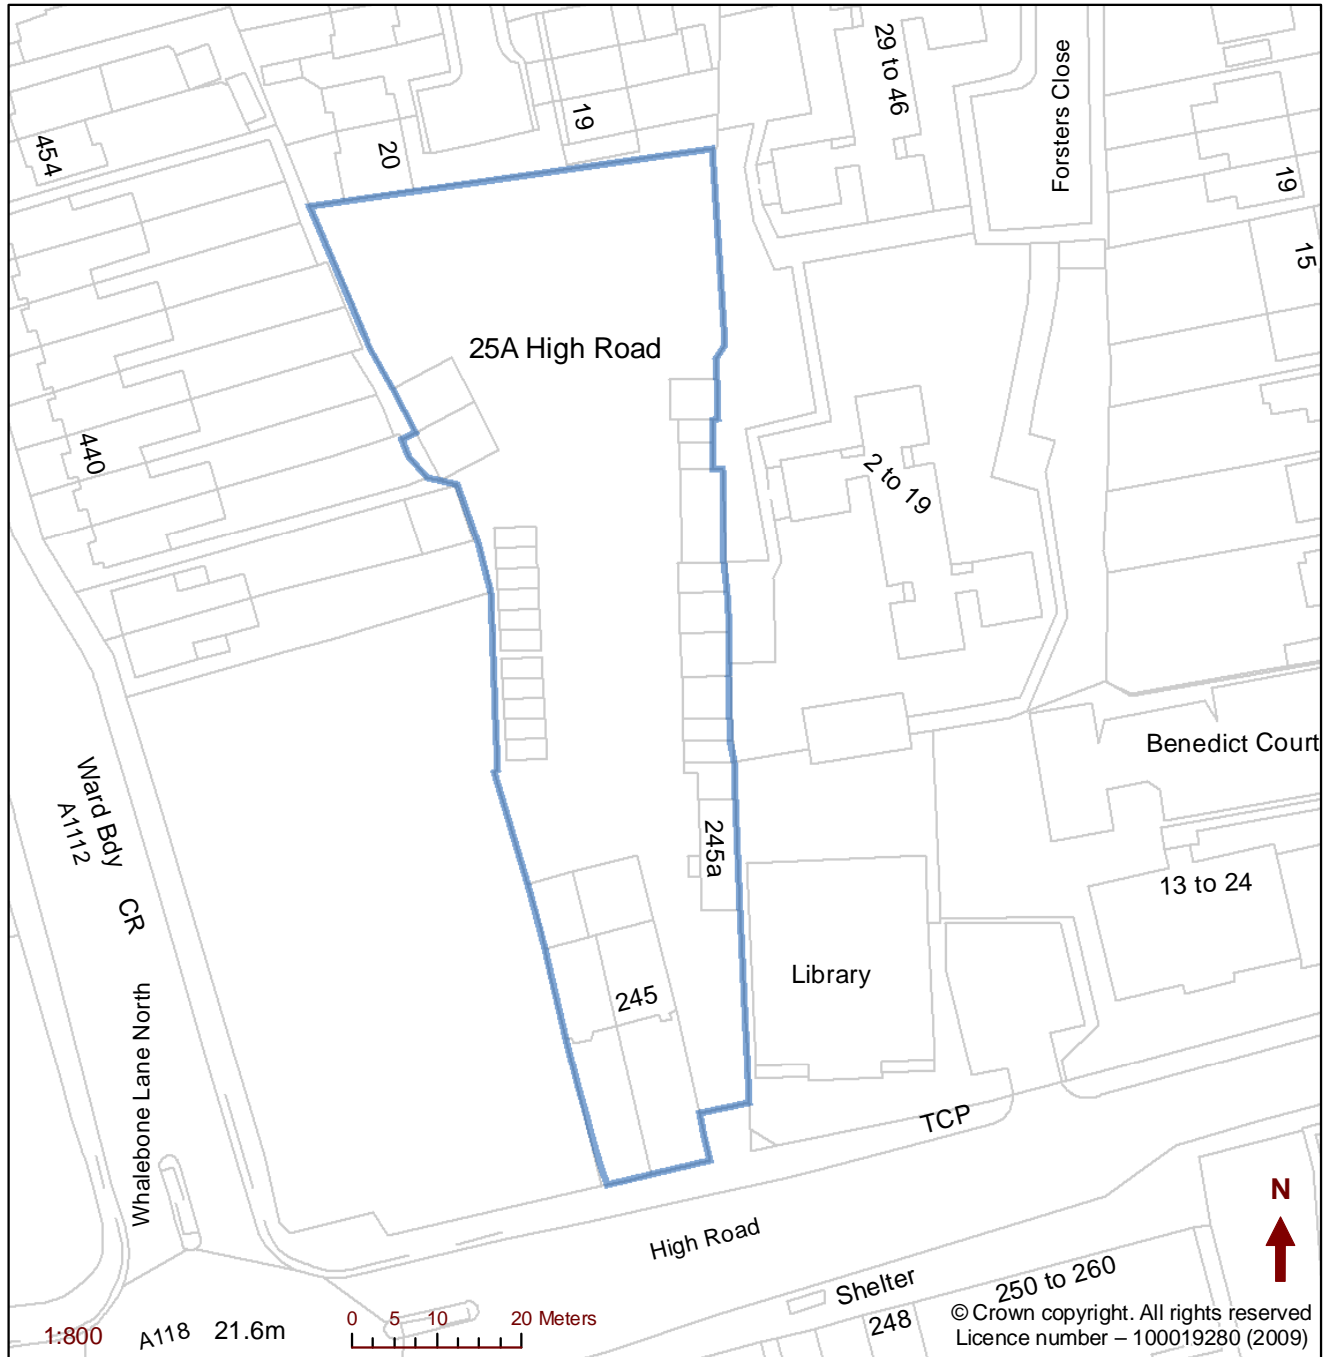 29 to 46
Forsters Close
19
454
20
19
15
25A High Road
440
2 to 19
Benedict Court
Ward Bdy
A1112
245a
13 to 24
CR
Library
245
Whalebone Lane North
TCP
High Road
N
Shelter
250 to 260
248
© Crown copyright. All rights reserved
Licence number – 100019280 (2009)
0 5 10 20 Meters
1:800
A118 21.6m